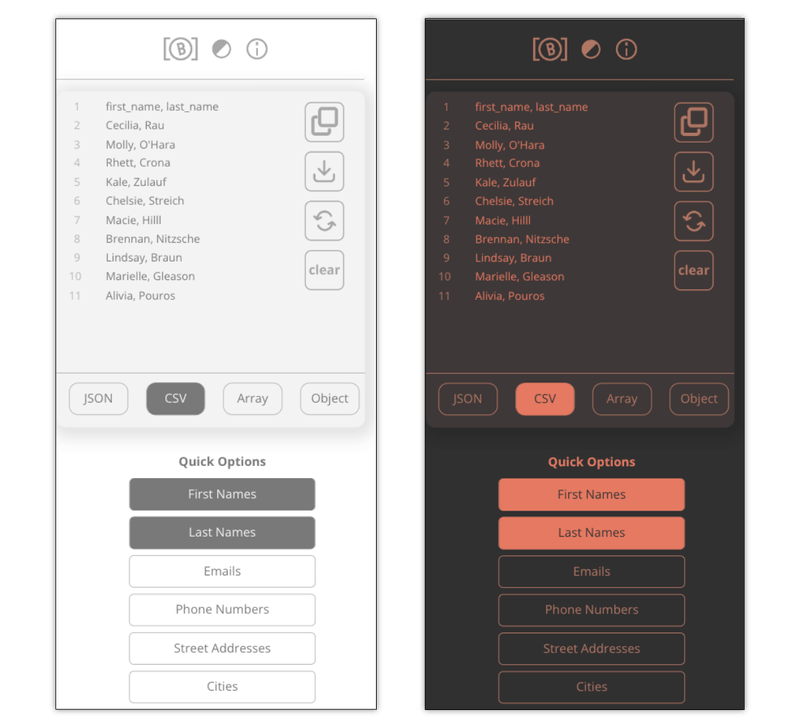 [B]
1 first_name, last_name
2 Cecilia, Rau
3 Molly, O'Hara
4 Rhett, Crona
5 Kale, Zulauf
6 Chelsie, Streich
7 Macie, Hilll
8 Brennan, Nitzsche
9 Lindsay, Braun
10 Marielle, Gleason
11 Alivia, Pouros
clear
JSON CSV Array Object
Quick Options
First Names
Last Names
Emails
Phone Numbers
Street Addresses
Cities
[B]
1 first_name, last_name
2 Cecilia, Rau
3 Molly, O'Hara
4 Rhett, Crona
5 Kale, Zulauf
6 Chelsie, Streich
7 Macie, Hilll
8 Brennan, Nitzsche
9 Lindsay, Braun
10 Marielle, Gleason
11 Alivia, Pouros
clear
JSON CSV Array Object
Quick Options
First Names
Last Names
Emails
Phone Numbers
Street Addresses
Cities